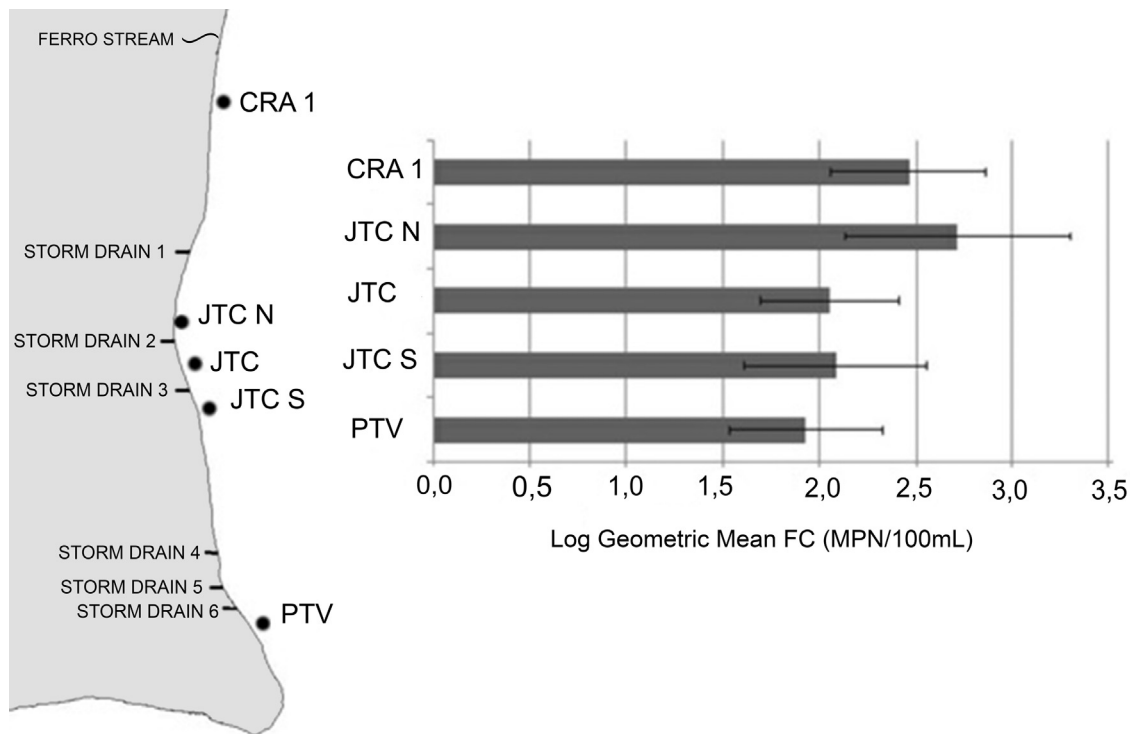 FERRO STREAM
CRA 1
STORM DRAIN 1
JTC N
STORM DRAIN 2
JTC
STORM DRAIN 3
JTC S
STORM DRAIN 4
STORM DRAIN 5
STORM DRAIN 6
PTV
CRA 1
JTC N
JTC
JTC S
PTV
0,0 0,5 1,0 1,5 2,0 2,5 3,0 3,5
Log Geometric Mean FC (MPN/100mL)